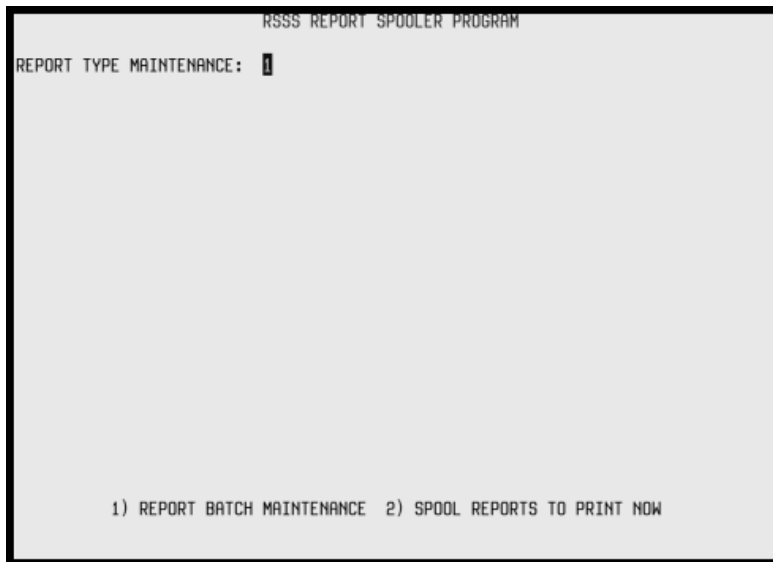 RSSS REPORT SPOOLER PROGRAM
REPORT TYPE MAINTENANCE: 1
1) REPORT BATCH MAINTENANCE 2) SPOOL REPORTS TO PRINT NOW